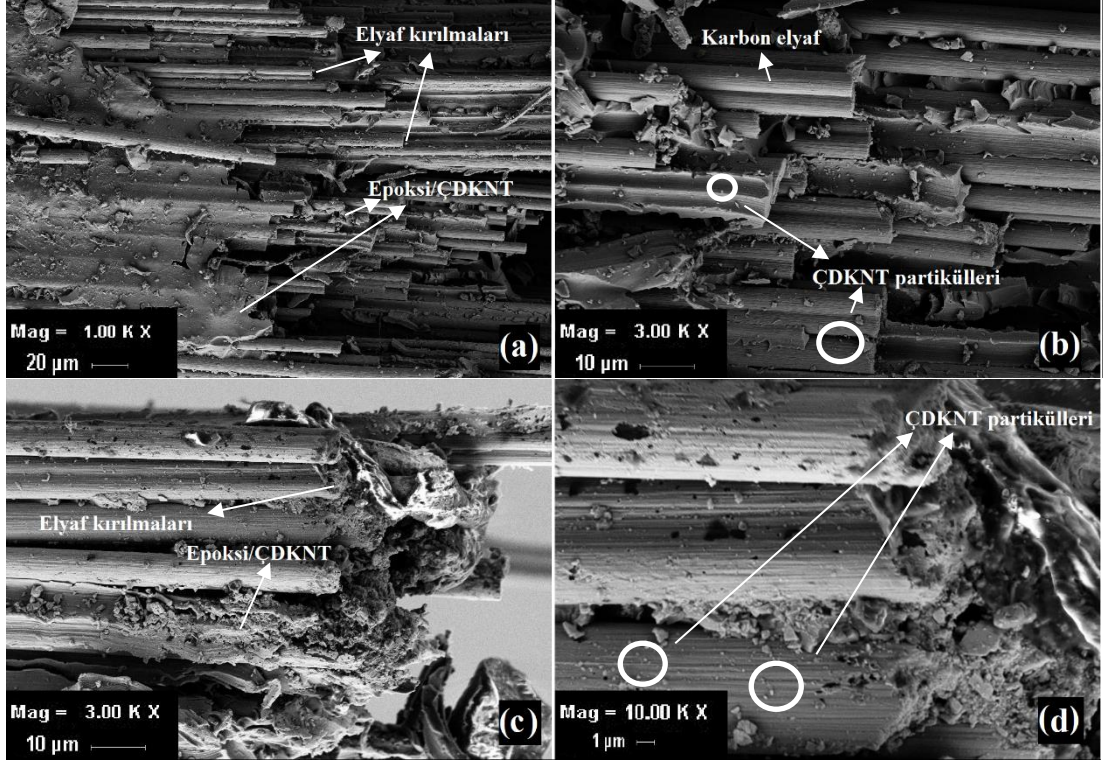 Elyaf kırılmaları
Epoksi/ÇDKNT
Mag = 1.00 K X
20 µm
(a)
Karbon elyaf
ÇDKNT partikülleri
Mag = 3.00 K X
10 µm
(b)
Elyaf kırılmaları
Epoksi/ÇDKNT
Mag = 3.00 K X
10 µm
(c)
ÇDKNT partikülleri
Mag = 10.00 K X
1 µm
(d)